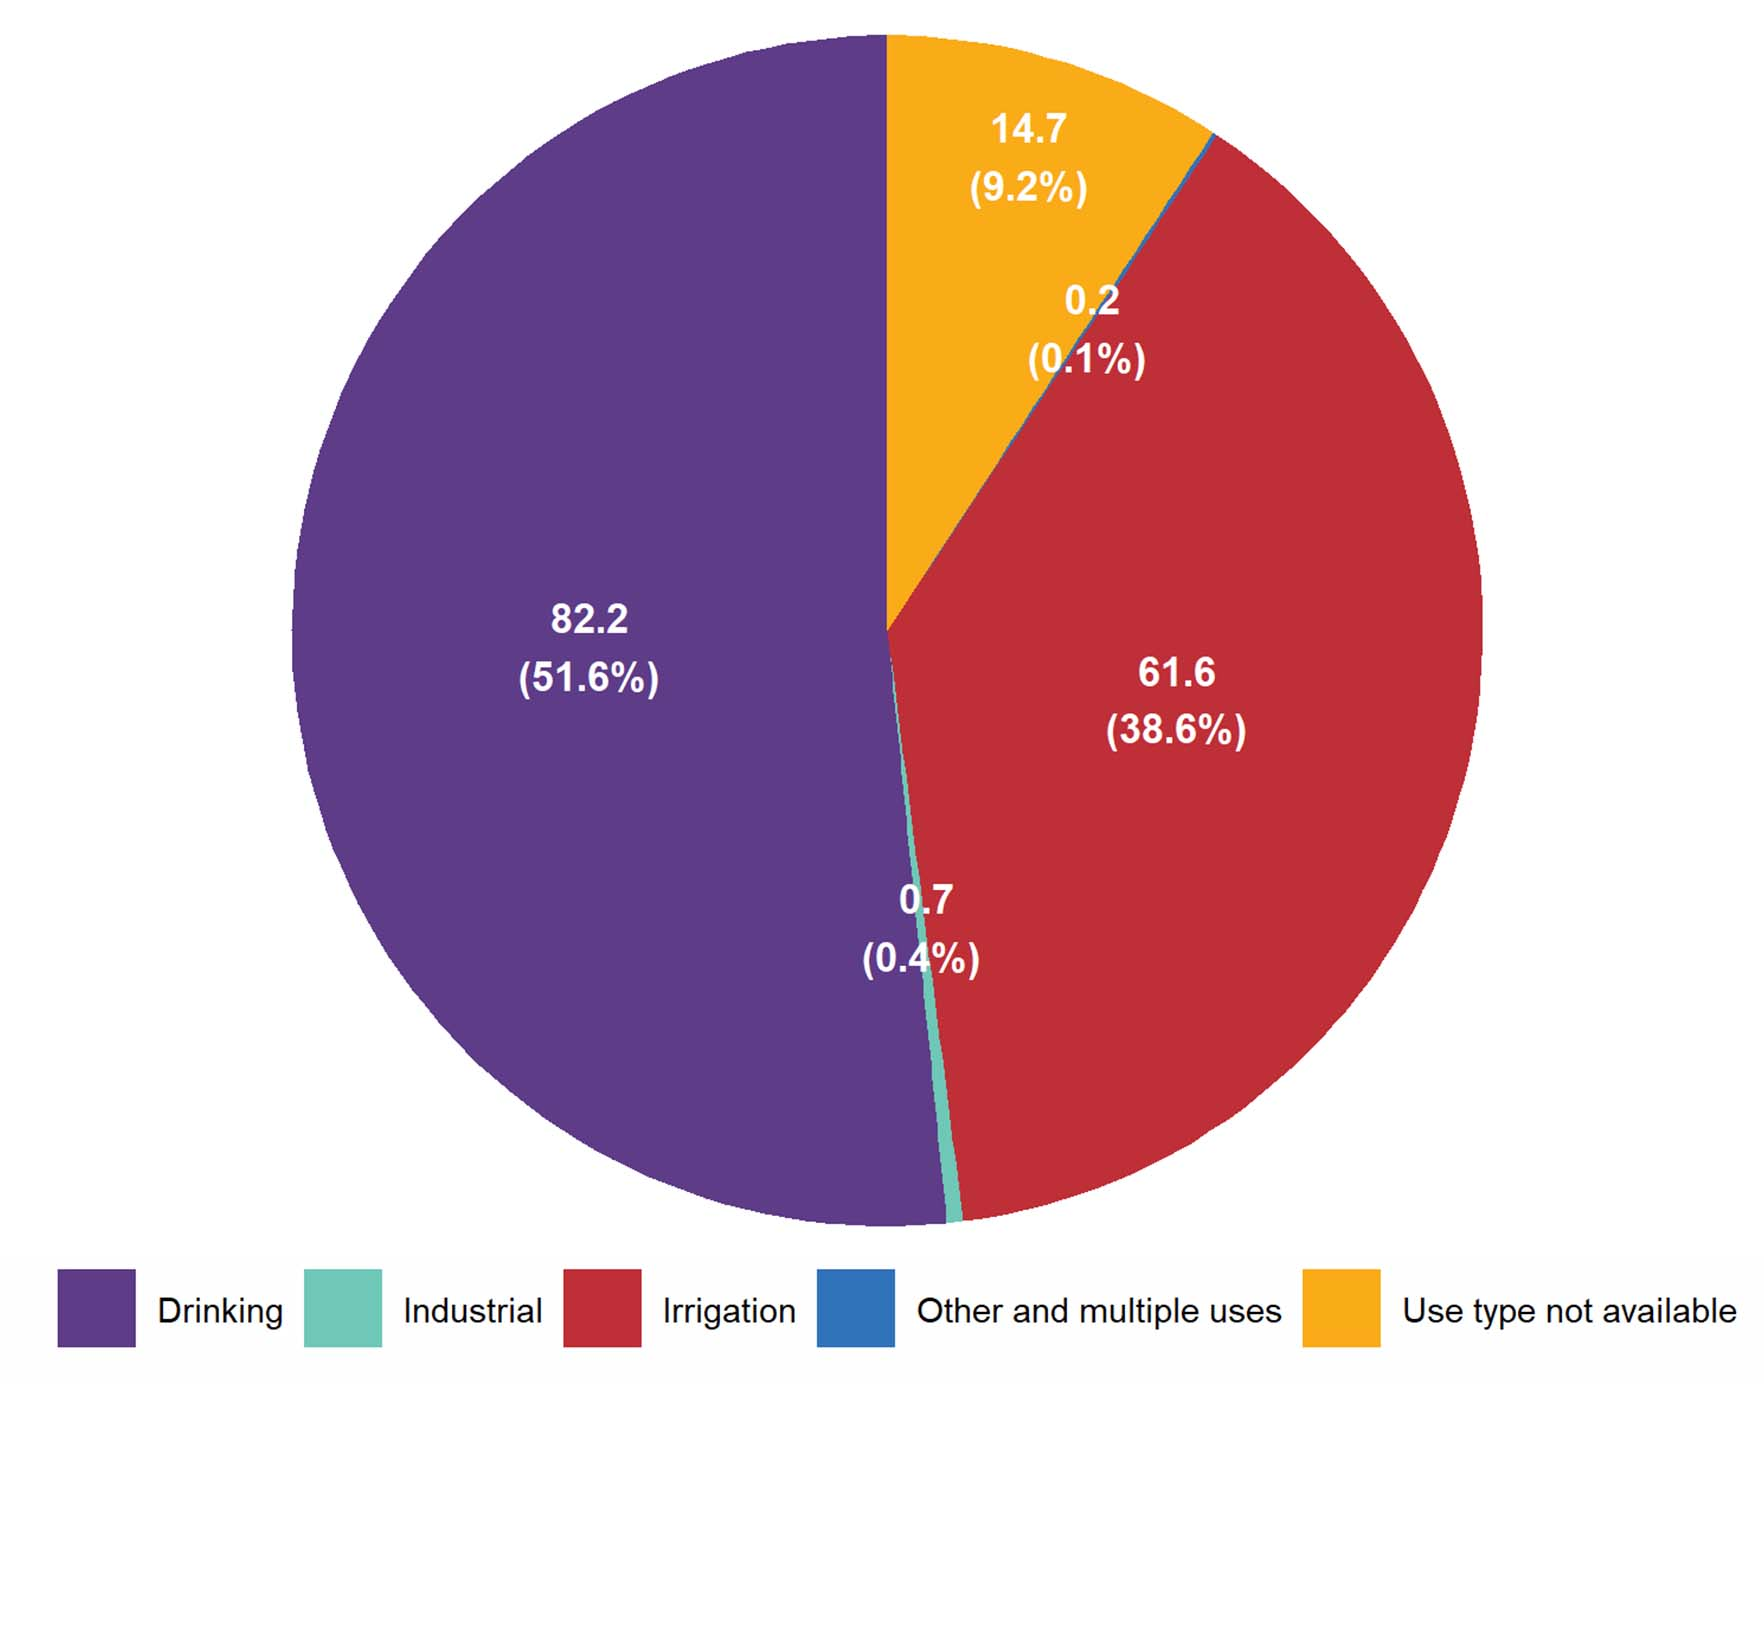 14.7
(9.2%)
0.2
(0.1%)
82.2
(51.6%)
61.6
(38.6%)
0.7
(0.4%)
Drinking
Industrial
Irrigation
Other and multiple uses
Use type not available